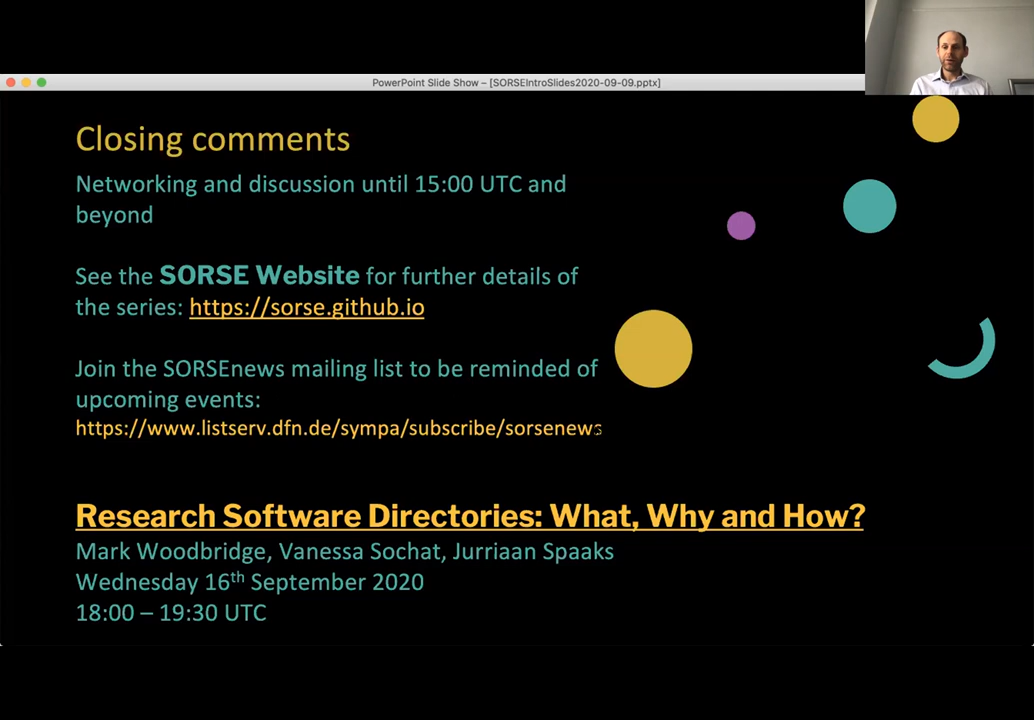 PowerPoint Slide Show – [SORSEIntroSlides2020-09-09.pptx]
Closing comments
Networking and discussion until 15:00 UTC and
beyond
See the SORSE Website for further details of
the series: https://sorse.github.io
Join the SORSEnews mailing list to be reminded of
upcoming events:
https://www.listserv.dfn.de/sympa/subscribe/sorsenews
Research Software Directories: What, Why and How?
Mark Woodbridge, Vanessa Sochat, Jurriaan Spaaks
Wednesday 16th September 2020
18:00 – 19:30 UTC